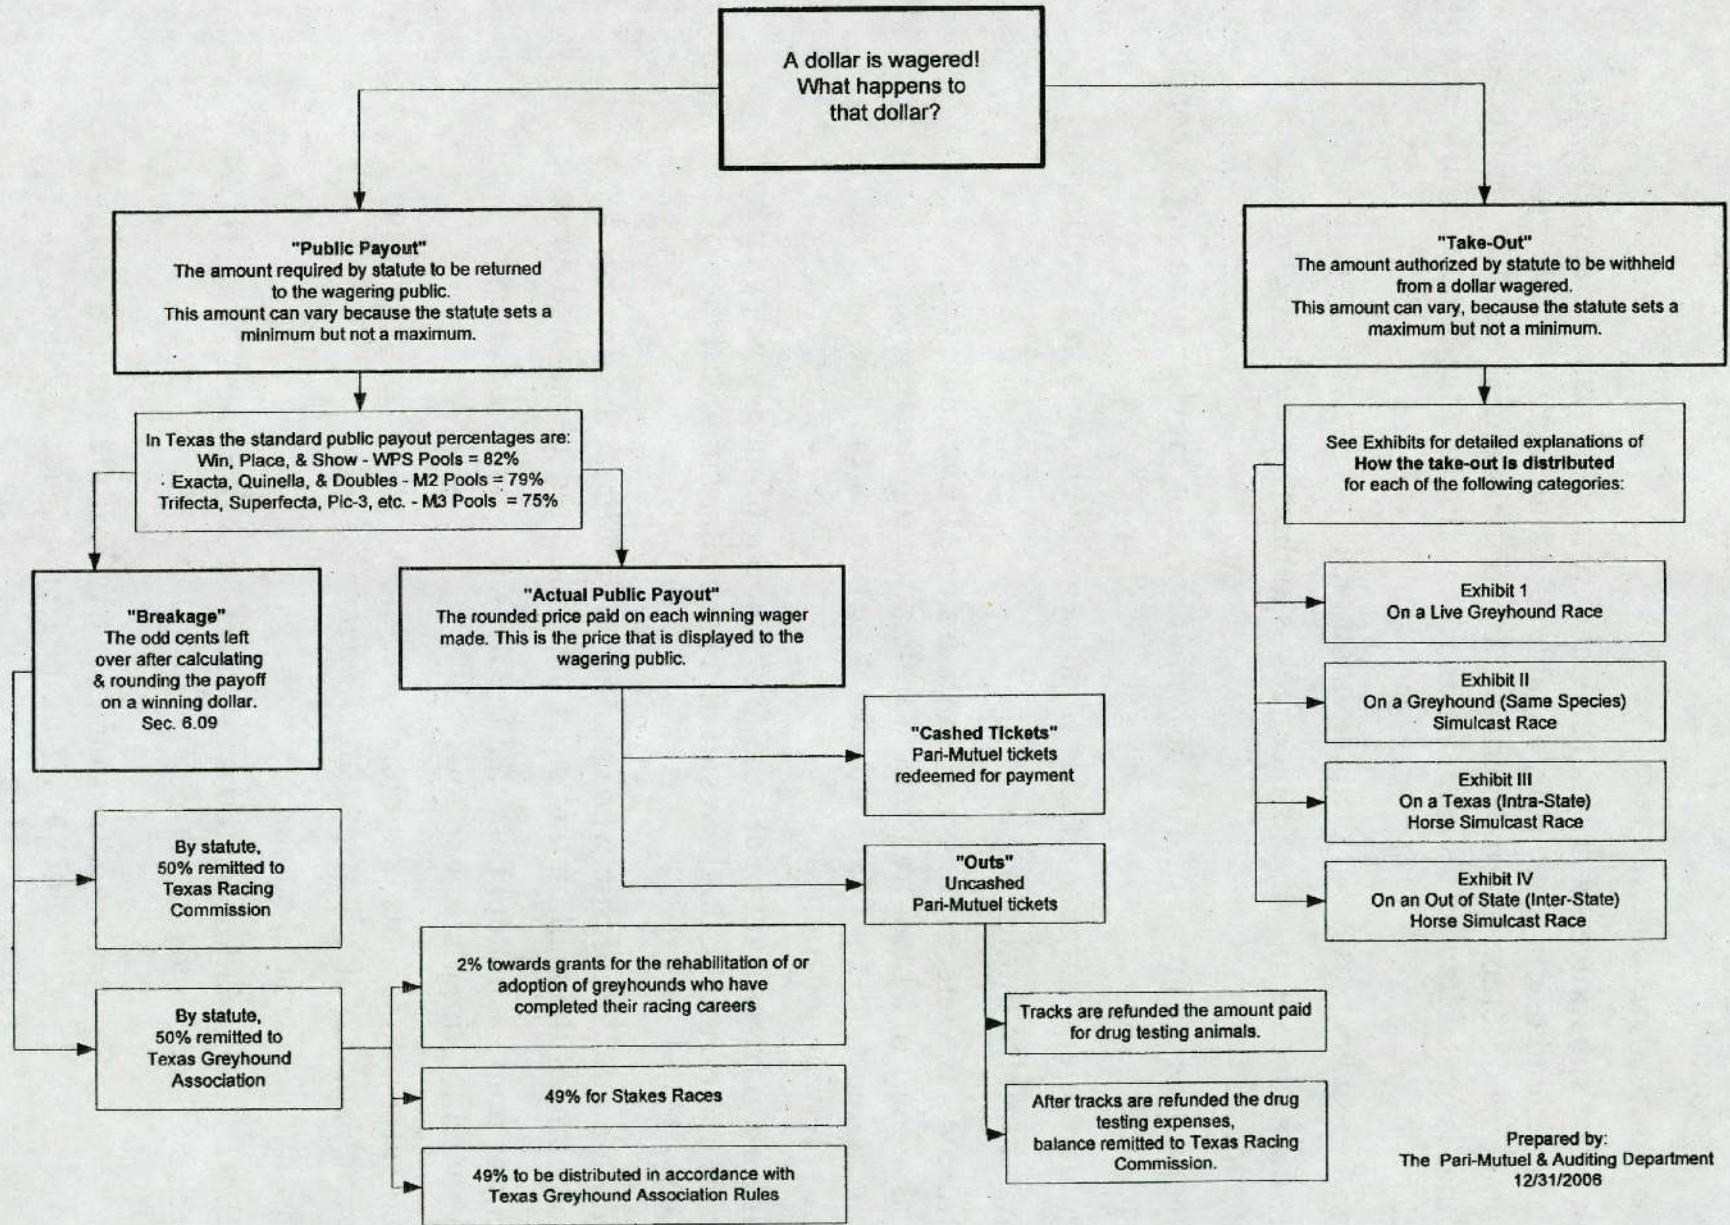 A dollar is wagered!
What happens to
that dollar?
"Public Payout"
The amount required by statute to be returned
to the wagering public.
This amount can vary because the statute sets a
minimum but not a maximum.
"Take-Out"
The amount authorized by statute to be withheld
from a dollar wagered.
This amount can vary, because the statute sets a
maximum but not a minimum.
In Texas the standard public payout percentages are:
Win, Place, & Show - WPS Pools = 82%
Exacta, Quinella, & Doubles - M2 Pools = 79%
Trifecta, Superfecta, Pic-3, etc. - M3 Pools = 75%
See Exhibits for detailed explanations of
How the take-out is distributed
for each of the following categories:
"Breakage"
The odd cents left
over after calculating
& rounding the payoff
on a winning dollar.
Sec. 6.09
"Actual Public Payout"
The rounded price paid on each winning wager
made. This is the price that is displayed to the
wagering public.
Exhibit 1
On a Live Greyhound Race
Exhibit II
On a Greyhound (Same Species)
Simulcast Race
"Cashed Tickets"
Pari-Mutuel tickets
redeemed for payment
Exhibit III
On a Texas (Intra-State)
Horse Simulcast Race
By statute,
50% remitted to
Texas Racing
Commission
"Outs"
Uncashed
Pari-Mutuel tickets
Exhibit IV
On an Out of State (Inter-State)
Horse Simulcast Race
2% towards grants for the rehabilitation of or
adoption of greyhounds who have
completed their racing careers
By statute,
50% remitted to
Texas Greyhound
Association
Tracks are refunded the amount paid
for drug testing animals.
49% for Stakes Races
After tracks are refunded the drug
testing expenses,
balance remitted to Texas Racing
Commission.
49% to be distributed in accordance with
Texas Greyhound Association Rules
Prepared by:
The Pari-Mutuel & Auditing Department
12/31/2006